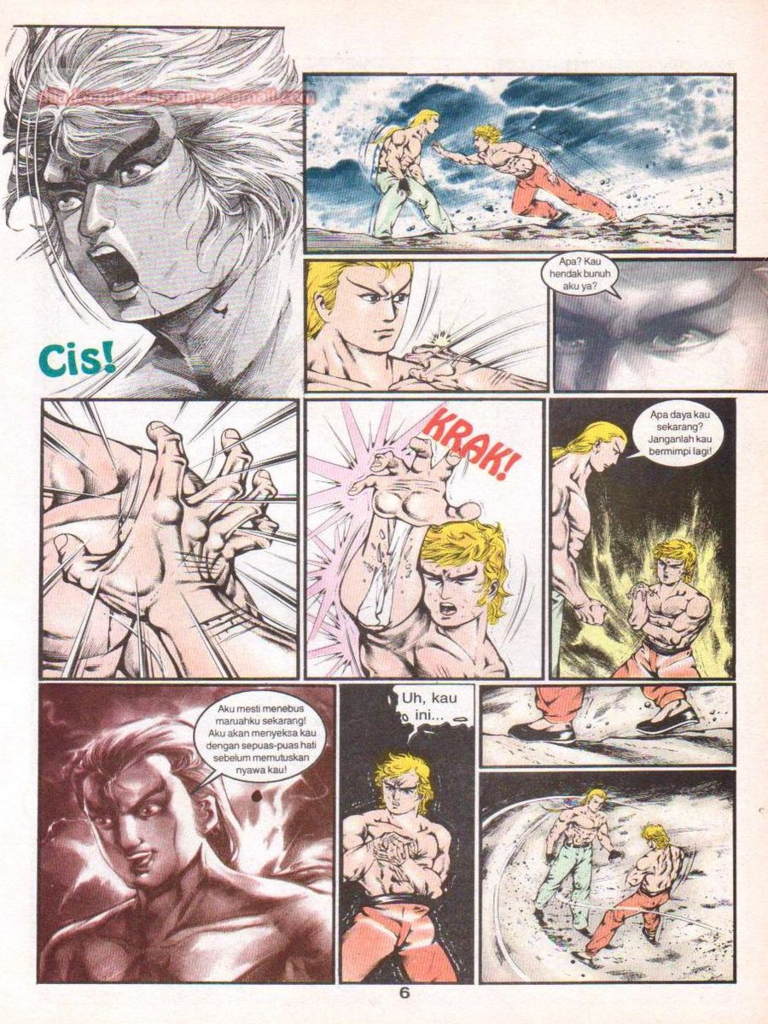 Cis!
Apa? Kau
hendak bunuh
aku ya?
KRAK!
Apa daya kau
sekarang?
Janganlah kau
bermimpi lagi!
Aku mesti menebus
maruahku sekarang!
Aku akan menyeksa kau
dengan sepuas-puas hati
sebelum memutuskan
nyawa kau!
Uh, kau
ini...
6